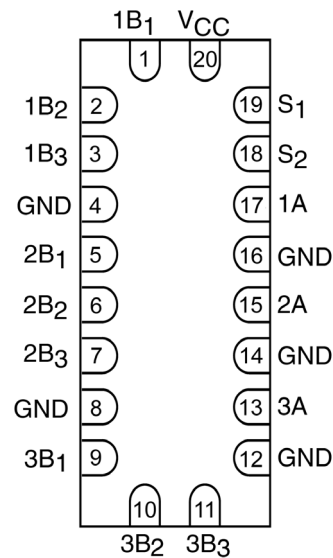 1B1 VCC
1 20
1B2 2 19 S1
1B3 3 18 S2
GND 4 17 1A
2B1 5 16 GND
2B2 6 15 2A
2B3 7 14 GND
GND 8 13 3A
3B1 9 12 GND
10 11
3B2 3B3